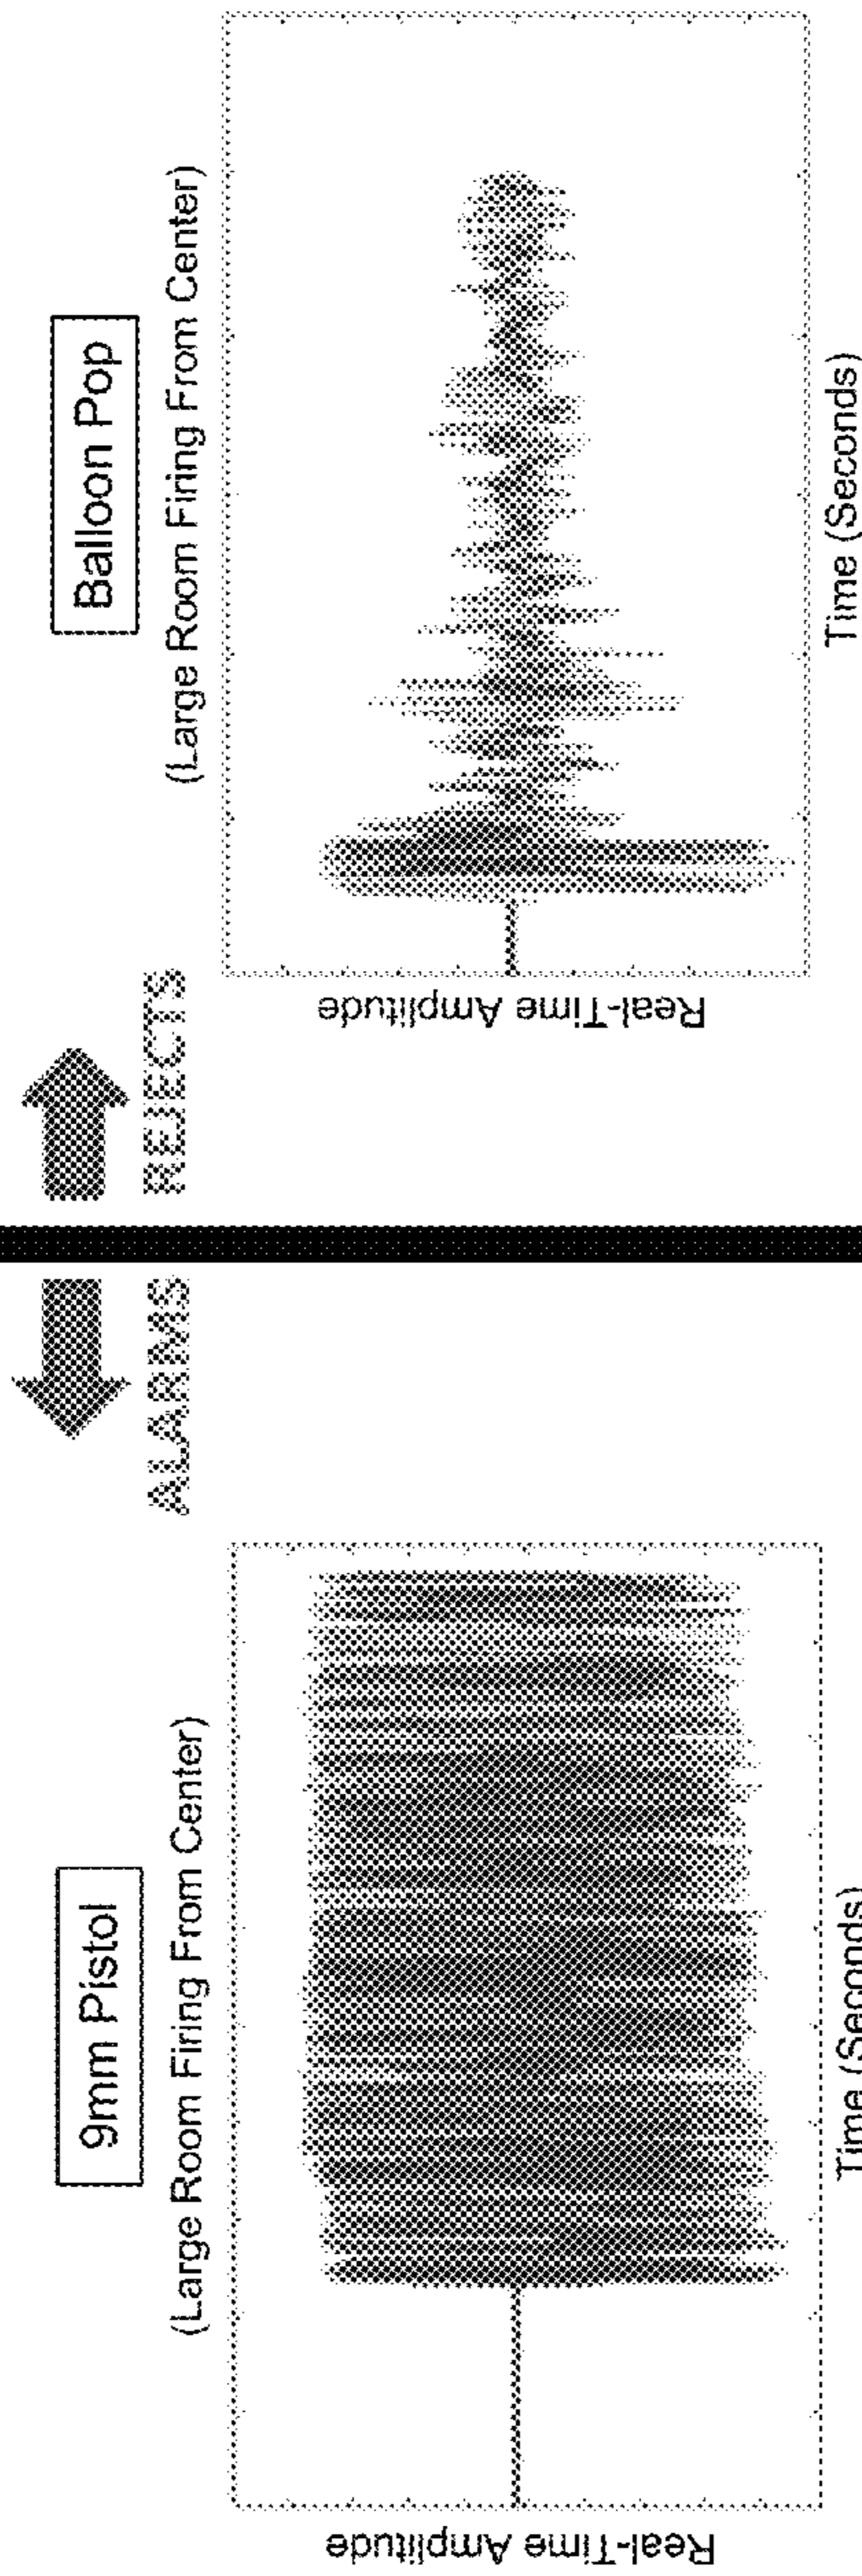 9mm Pistol
(Large Room Firing From Center)
Real-Time Amplitude
Time (Seconds)
ALARMS
REJECTS
Balloon Pop
(Large Room Firing From Center)
Real-Time Amplitude
Time (Seconds)